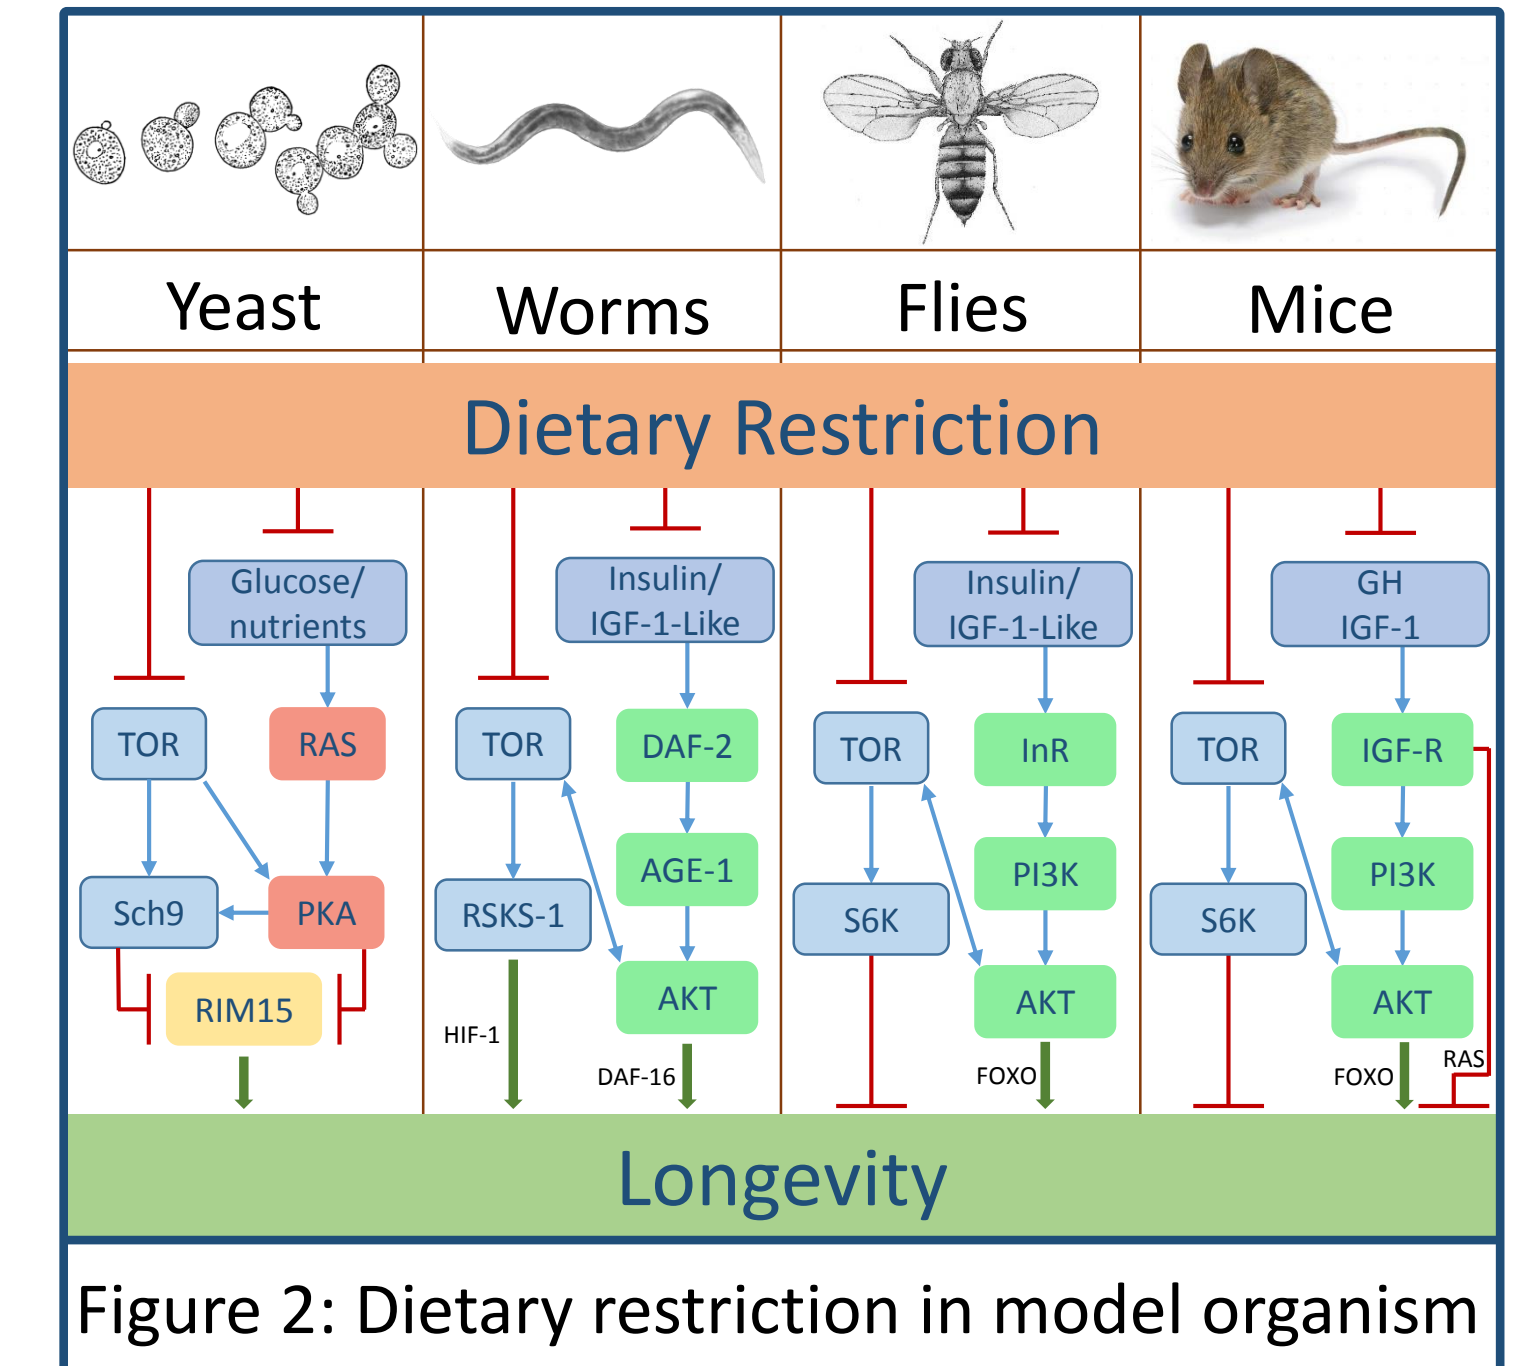 Yeast
Worms
Flies
Mice
Dietary Restriction
Glucose/
nutrients
TOR
RAS
Sch9
PKA
RIM15
Insulin/
IGF-1-Like
TOR
DAF-2
AGE-1
RSKS-1
AKT
HIF-1
DAF-16
Insulin/
IGF-1-Like
TOR
InR
PI3K
S6K
AKT
FOXO
GH
IGF-1
TOR
IGF-R
PI3K
S6K
AKT
RAS
FOXO
Longevity
Figure 2: Dietary restriction in model organism